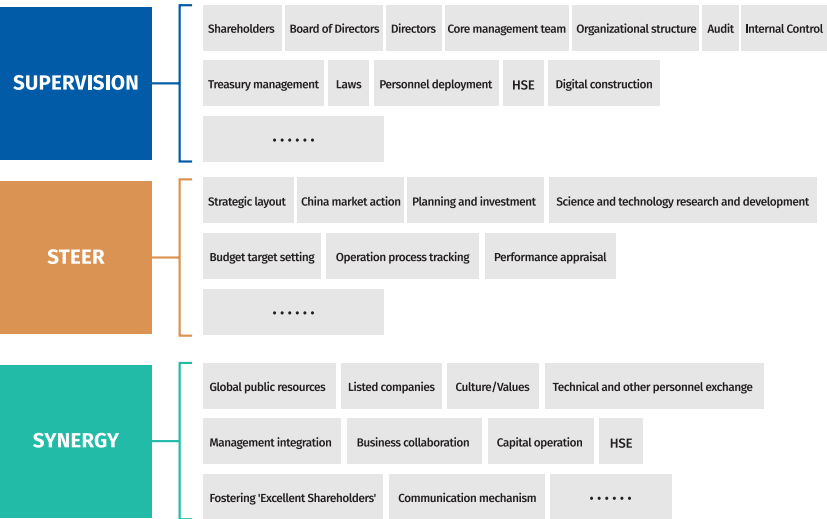 SUPERVISION
Shareholders Board of Directors Directors Core management team Organizational structure Audit Internal Control
Treasury management Laws Personnel deployment HSE Digital construction
······
STEER
Strategic layout China market action Planning and investment Science and technology research and development
Budget target setting Operation process tracking Performance appraisal
······
SYNERGY
Global public resources Listed companies Culture/Values Technical and other personnel exchange
Management integration Business collaboration Capital operation HSE
Fostering 'Excellent Shareholders' Communication mechanism ······